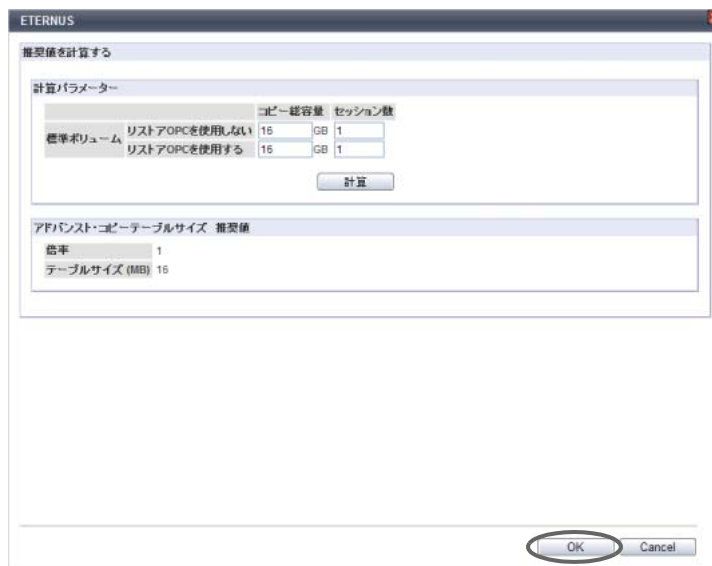 ETERNUS
推奨値を計算する
計算パラメーター
コピー総容量 セッション数
標準ボリューム リストアOPCを使用しない 16 GB 1
リストアOPCを使用する 16 GB 1
計算
アドバンスト・コピーテーブルサイズ 推奨値
倍率 1
テーブルサイズ (MB) 16
OK Cancel